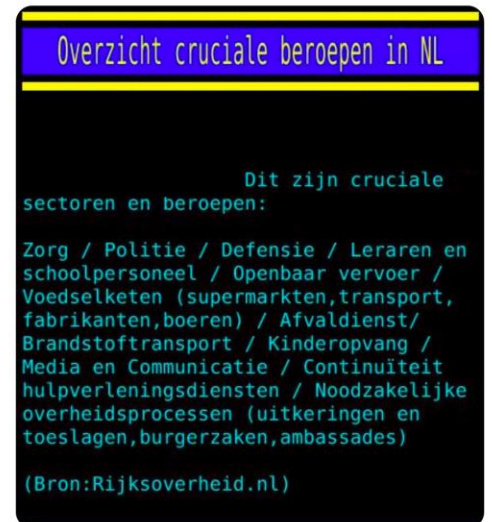 Overzicht cruciale beroepen in NL
Dit zijn cruciale
sectoren en beroepen:
Zorg / Politie / Defensie / Leraren en
schoolpersoneel / Openbaar vervoer /
Voedselketen (supermarkten,transport,
fabrikanten,boeren) / Afvaldienst/
Brandstoftransport / Kinderopvang /
Media en Communicatie / Continuïteit
hulpverleningsdiensten / Noodzakelijke
overheidsprocessen (uitkeringen en
toeslagen,burgerzaken,ambassades)
(Bron:Rijksoverheid.nl)